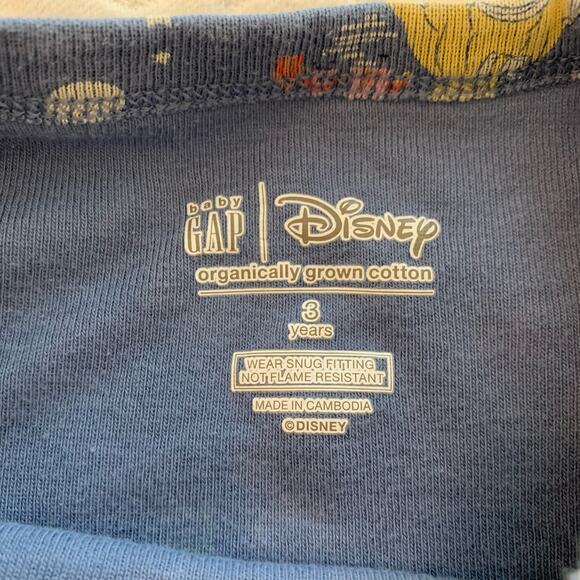 baby
GAP | Disney
organically grown cotton
3
years
WEAR SNUG FITTING
NOT FLAME RESISTANT
MADE IN CAMBODIA
©DISNEY